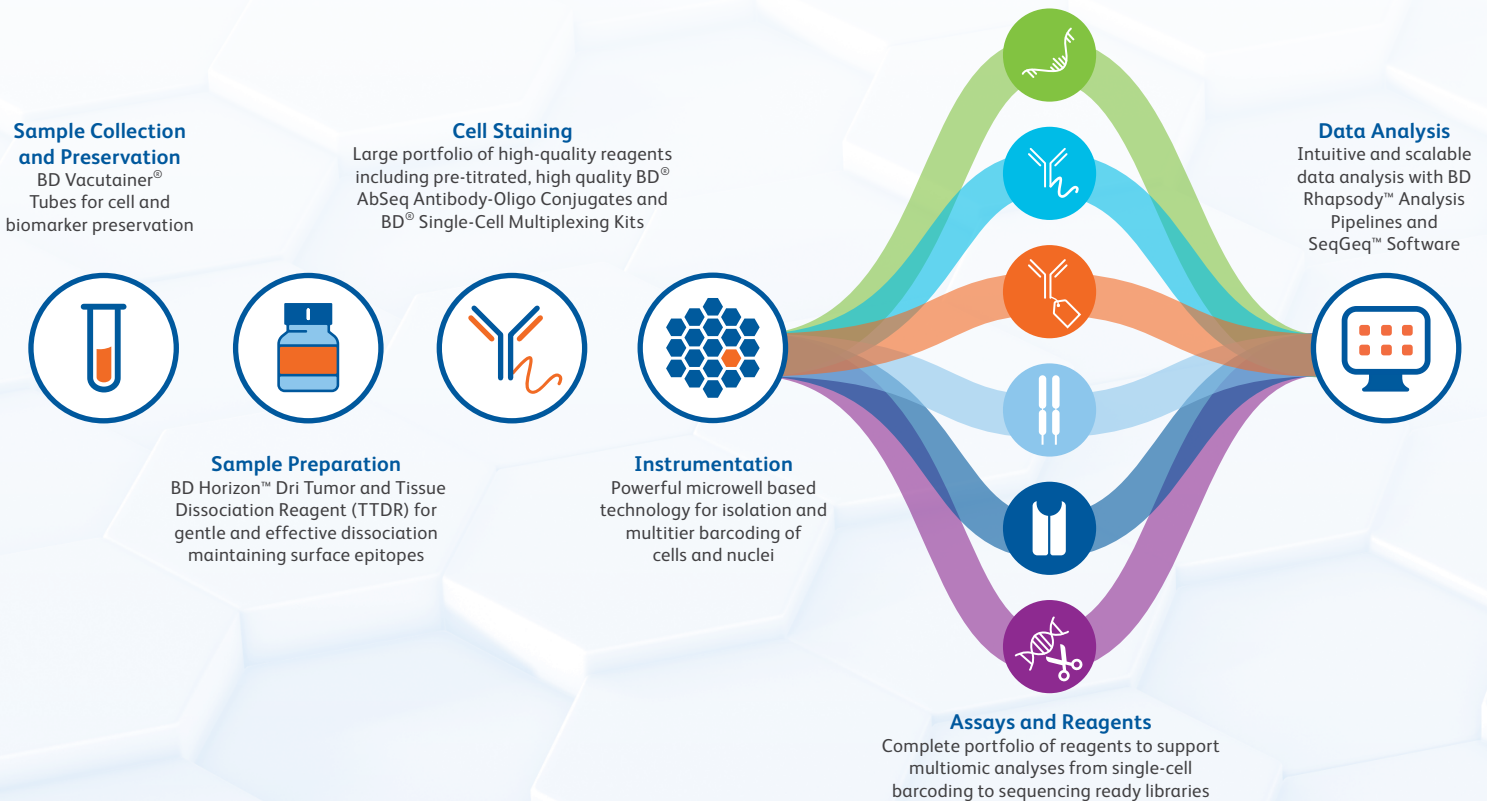 Sample Collection
and Preservation
BD Vacutainer®
Tubes for cell and
biomarker preservation
Sample Preparation
BD Horizon™ Dri Tumor and Tissue
Dissociation Reagent (TTDR) for
gentle and effective dissociation
maintaining surface epitopes
Cell Staining
Large portfolio of high-quality reagents
including pre-titrated, high quality BD®
AbSeq Antibody-Oligo Conjugates and
BD® Single-Cell Multiplexing Kits
Instrumentation
Powerful microwell based
technology for isolation and
multitier barcoding of
cells and nuclei
Assays and Reagents
Complete portfolio of reagents to support
multiomic analyses from single-cell
barcoding to sequencing ready libraries
Data Analysis
Intuitive and scalable
data analysis with BD
Rhapsody™ Analysis
Pipelines and
SeqGeq™ Software